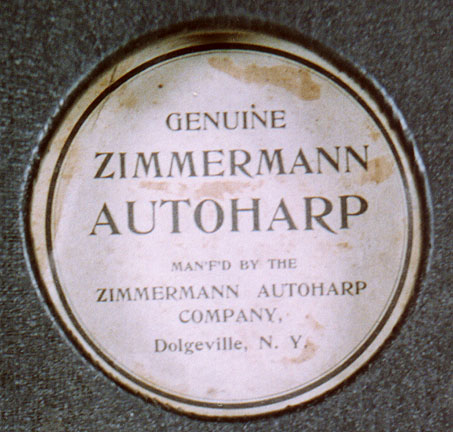 GENUINE
ZIMMERMANN
AUTOHARP
MAN'F'D BY THE
ZIMMERMANN AUTOHARP
COMPANY,
Dolgeville, N. Y.